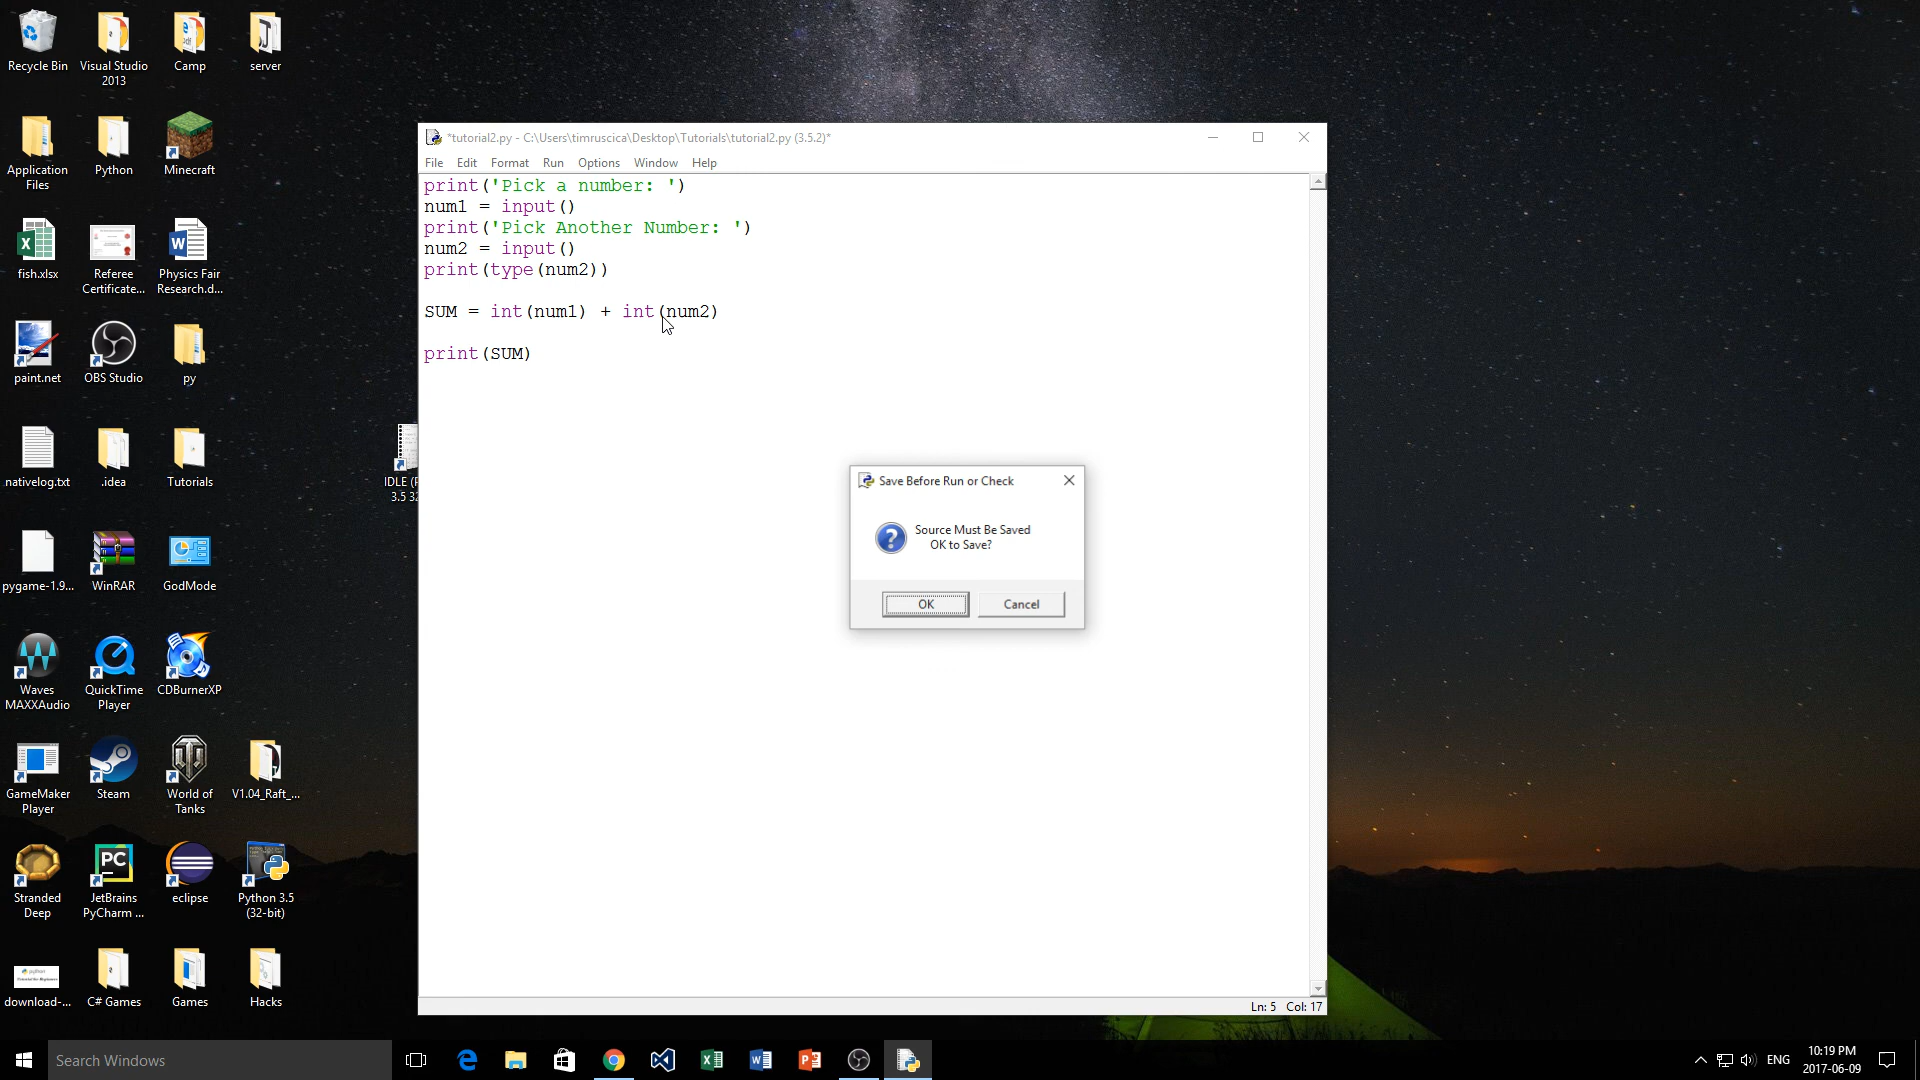 Recycle Bin
Visual Studio
2013
Camp
server
Application
Files
Python
Minecraft
fish.xlsx
Referee
Certificate...
Physics Fair
Research.d...
paint.net
OBS Studio
py
nativelog.txt
.idea
Tutorials
IDLE (P
3.5 32
pygame-1.9...
WinRAR
GodMode
Waves
MAXXAudio
QuickTime
Player
CDBurnerXP
GameMaker
Player
Steam
World of
Tanks
V1.04_Raft_...
Stranded
Deep
JetBrains
PyCharm ...
eclipse
Python 3.5
(32-bit)
download-...
C# Games
Games
Hacks
*tutorial2.py - C:\Users\timruscica\Desktop\Tutorials\tutorial2.py (3.5.2)*
File Edit Format Run Options Window Help
print('Pick a number: ')
num1 = input()
print('Pick Another Number: ')
num2 = input()
print(type(num2))
SUM = int(num1) + int(num2)
print(SUM)
Save Before Run or Check
Source Must Be Saved
OK to Save?
OK
Cancel
Ln: 5 Col: 17
Search Windows
ENG
10:19 PM
2017-06-09